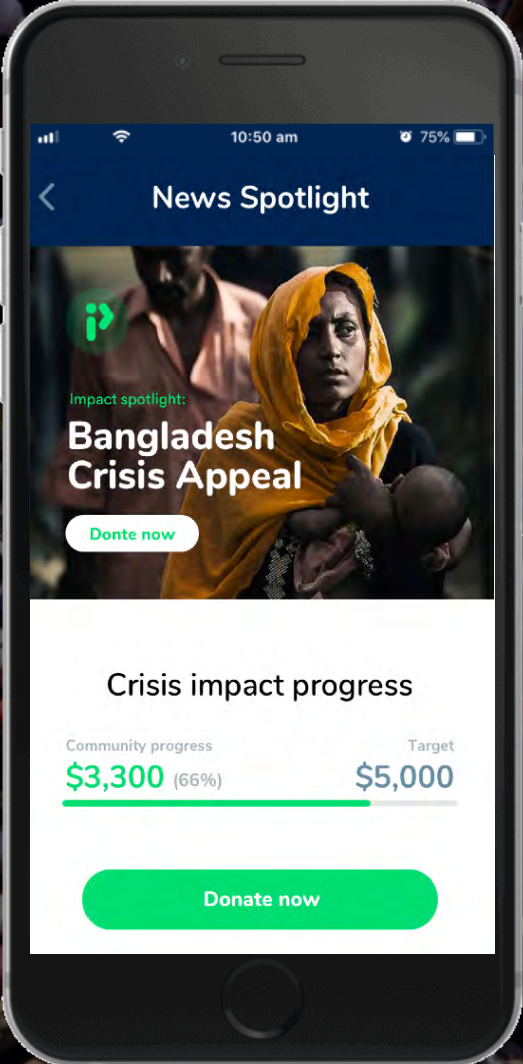 10:50 am
75%
News Spotlight
Impact spotlight:
Bangladesh
Crisis Appeal
Donte now
Crisis impact progress
Community progress
Target
$3,300 (66%)
$5,000
Donate now